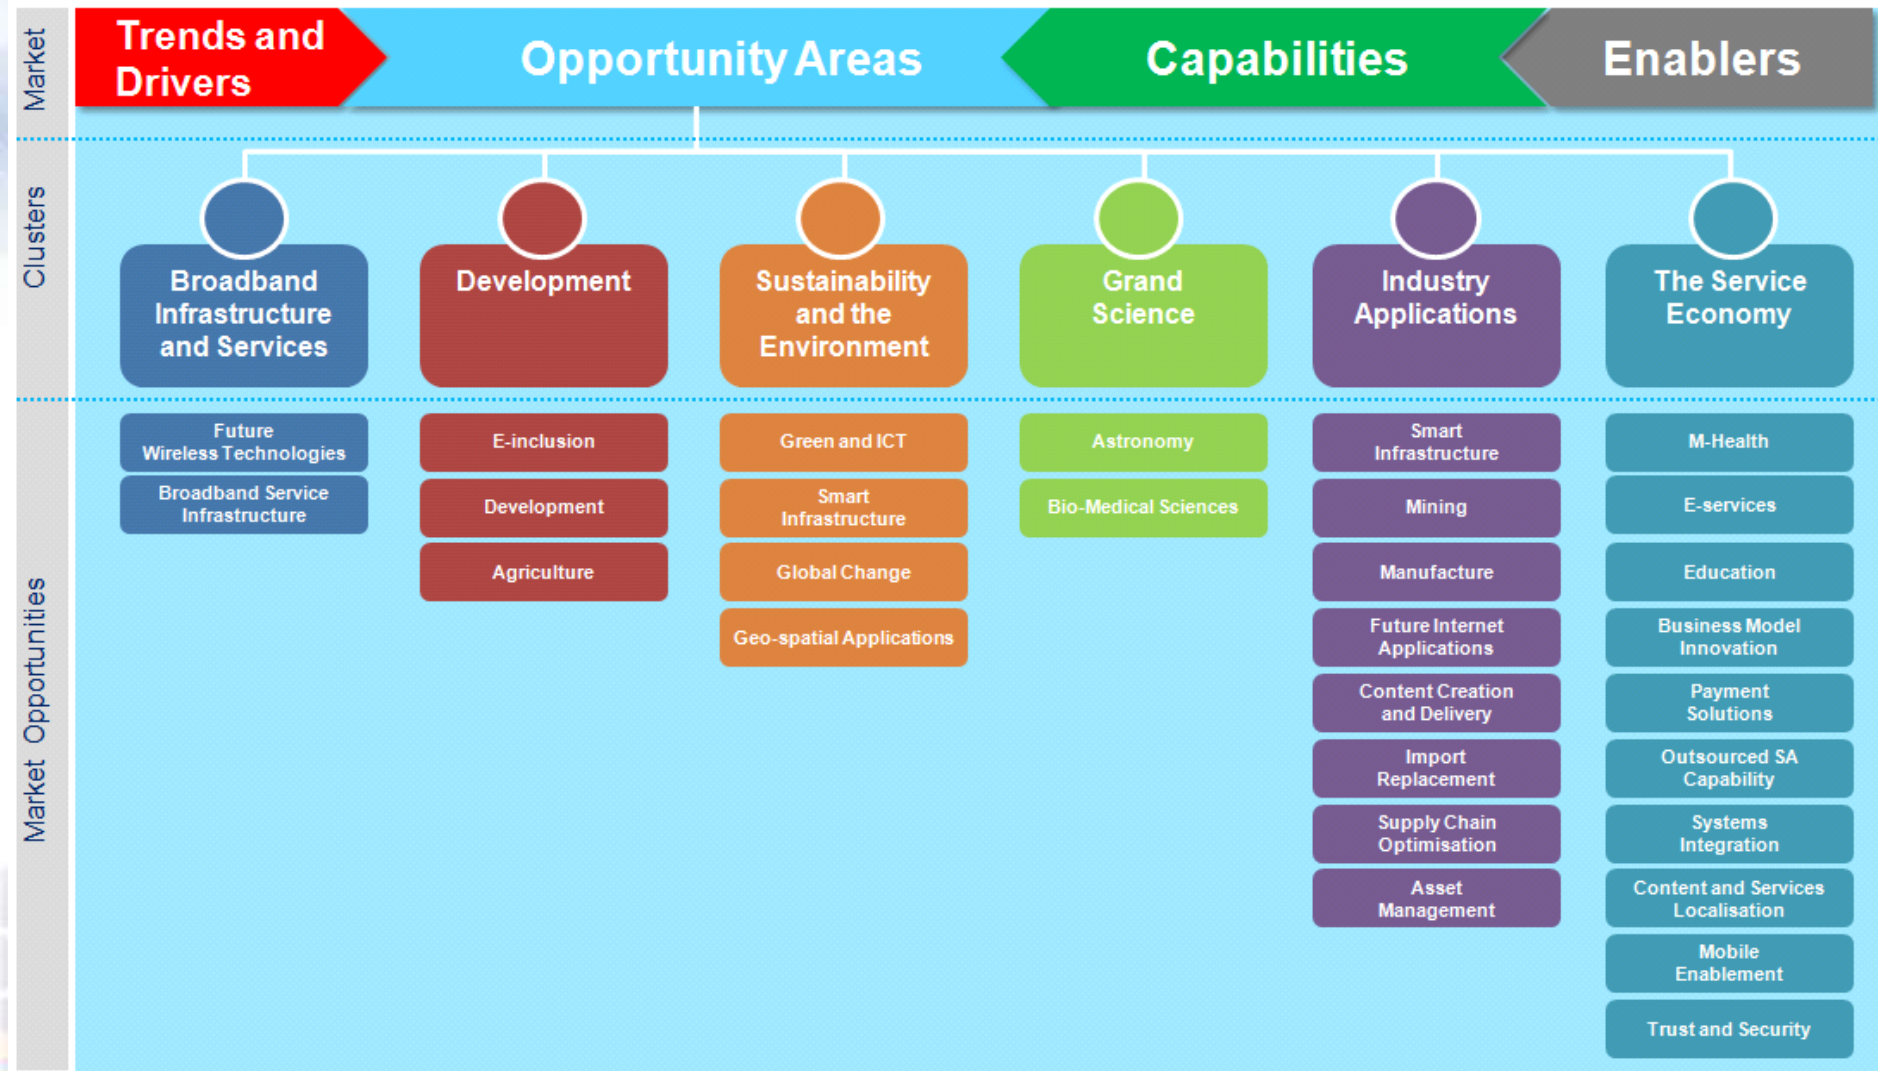 Market
Trends and
Drivers
Opportunity Areas
Capabilities
Enablers
Clusters
Broadband
Infrastructure
and Services
Development
Sustainability
and the
Environment
Grand
Science
Industry
Applications
The Service
Economy
Market Opportunities
Future
Wireless Technologies
Broadband Service
Infrastructure
E-inclusion
Development
Agriculture
Green and ICT
Smart
Infrastructure
Global Change
Geo-spatial Applications
Astronomy
Bio-Medical Sciences
Smart
Infrastructure
Mining
Manufacture
Future Internet
Applications
Content Creation
and Delivery
Import
Replacement
Supply Chain
Optimisation
Asset
Management
M-Health
E-services
Education
Business Model
Innovation
Payment
Solutions
Outsourced SA
Capability
Systems
Integration
Content and Services
Localisation
Mobile
Enablement
Trust and Security